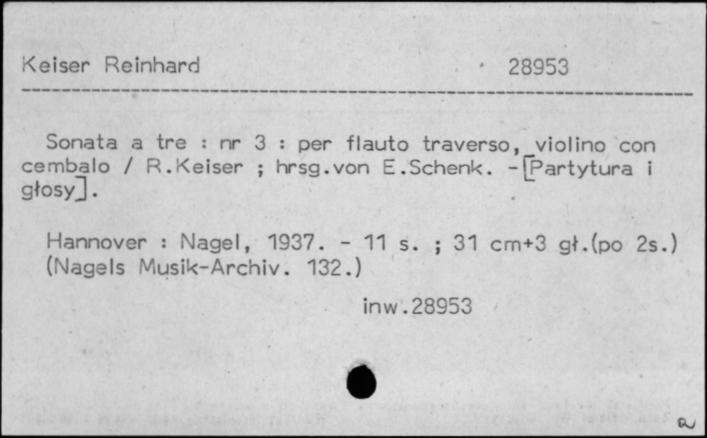 Keiser Reinhard 28953
Sonata a tre : nr 3 : per flauto traverso, violino con
cembalo / R.Keiser ; hrsg.von E.Schenk. -[Partytura i
głosy].
Hannover : Nagel, 1937. - 11 s. ; 31 cm+3 gł.(po 2s.)
(Nagels Musik-Archiv. 132.)
inw.28953